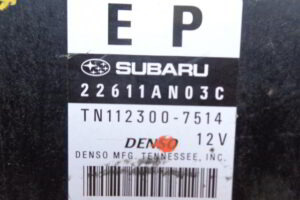 E P
SUBARU
22611AN03C
TN112300-7514
DENSO 12V
DENSO MFG. TENNESSEE, INC.